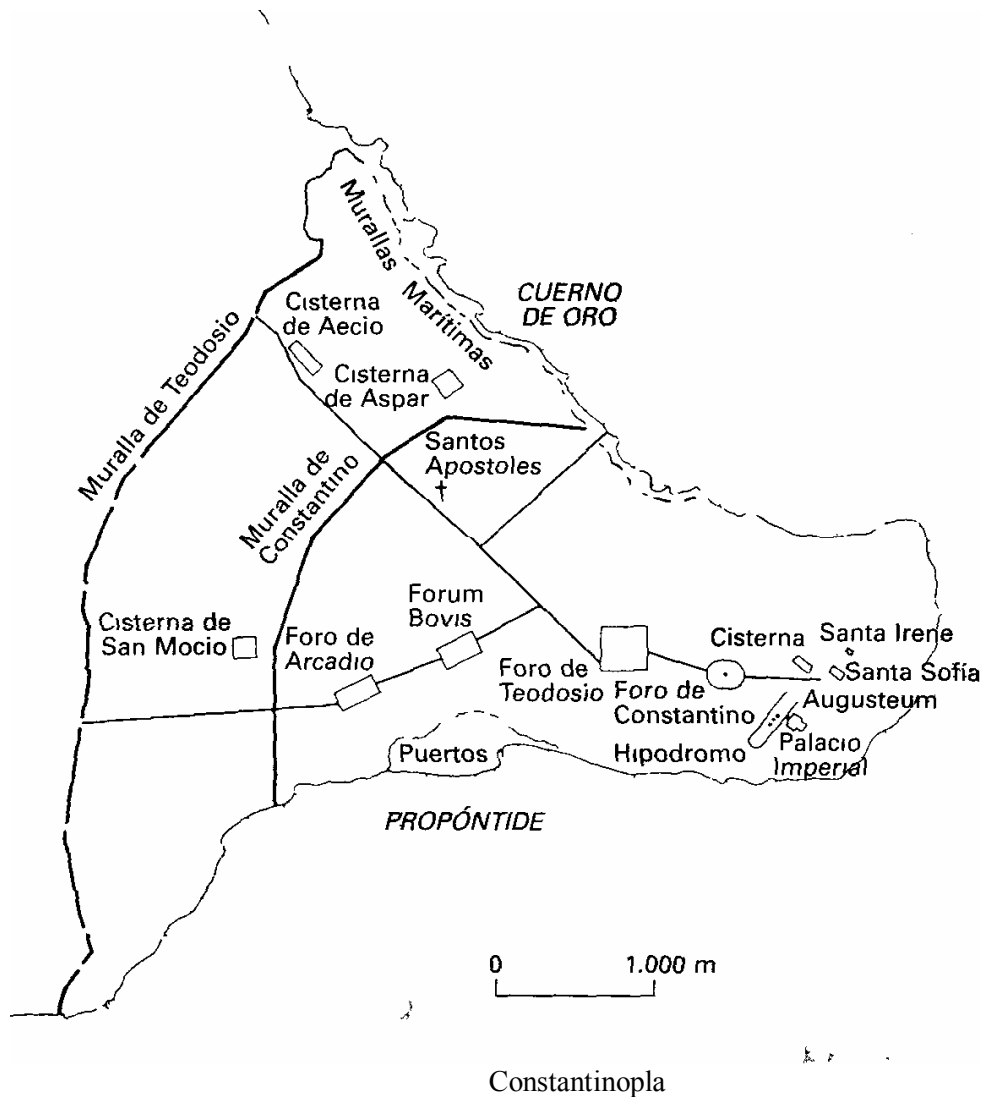 Murallas
Marítimas
CUERNO
DE ORO
Muralla de Teodosio
Cisterna
de Aecio
Cisterna
de Aspar
Muralla de
Constantino
Santos
Apostoles
Cisterna de
San Mocio
Foro de
Arcadio
Forum
Bovis
Foro de
Teodosio
Foro de
Constantino
Cisterna
Santa Irene
Santa Sofía
Augusteum
Hipodromo
Palacio
Imperial
Puertos
PROPÓNTIDE
0 1.000 m
Constantinopla